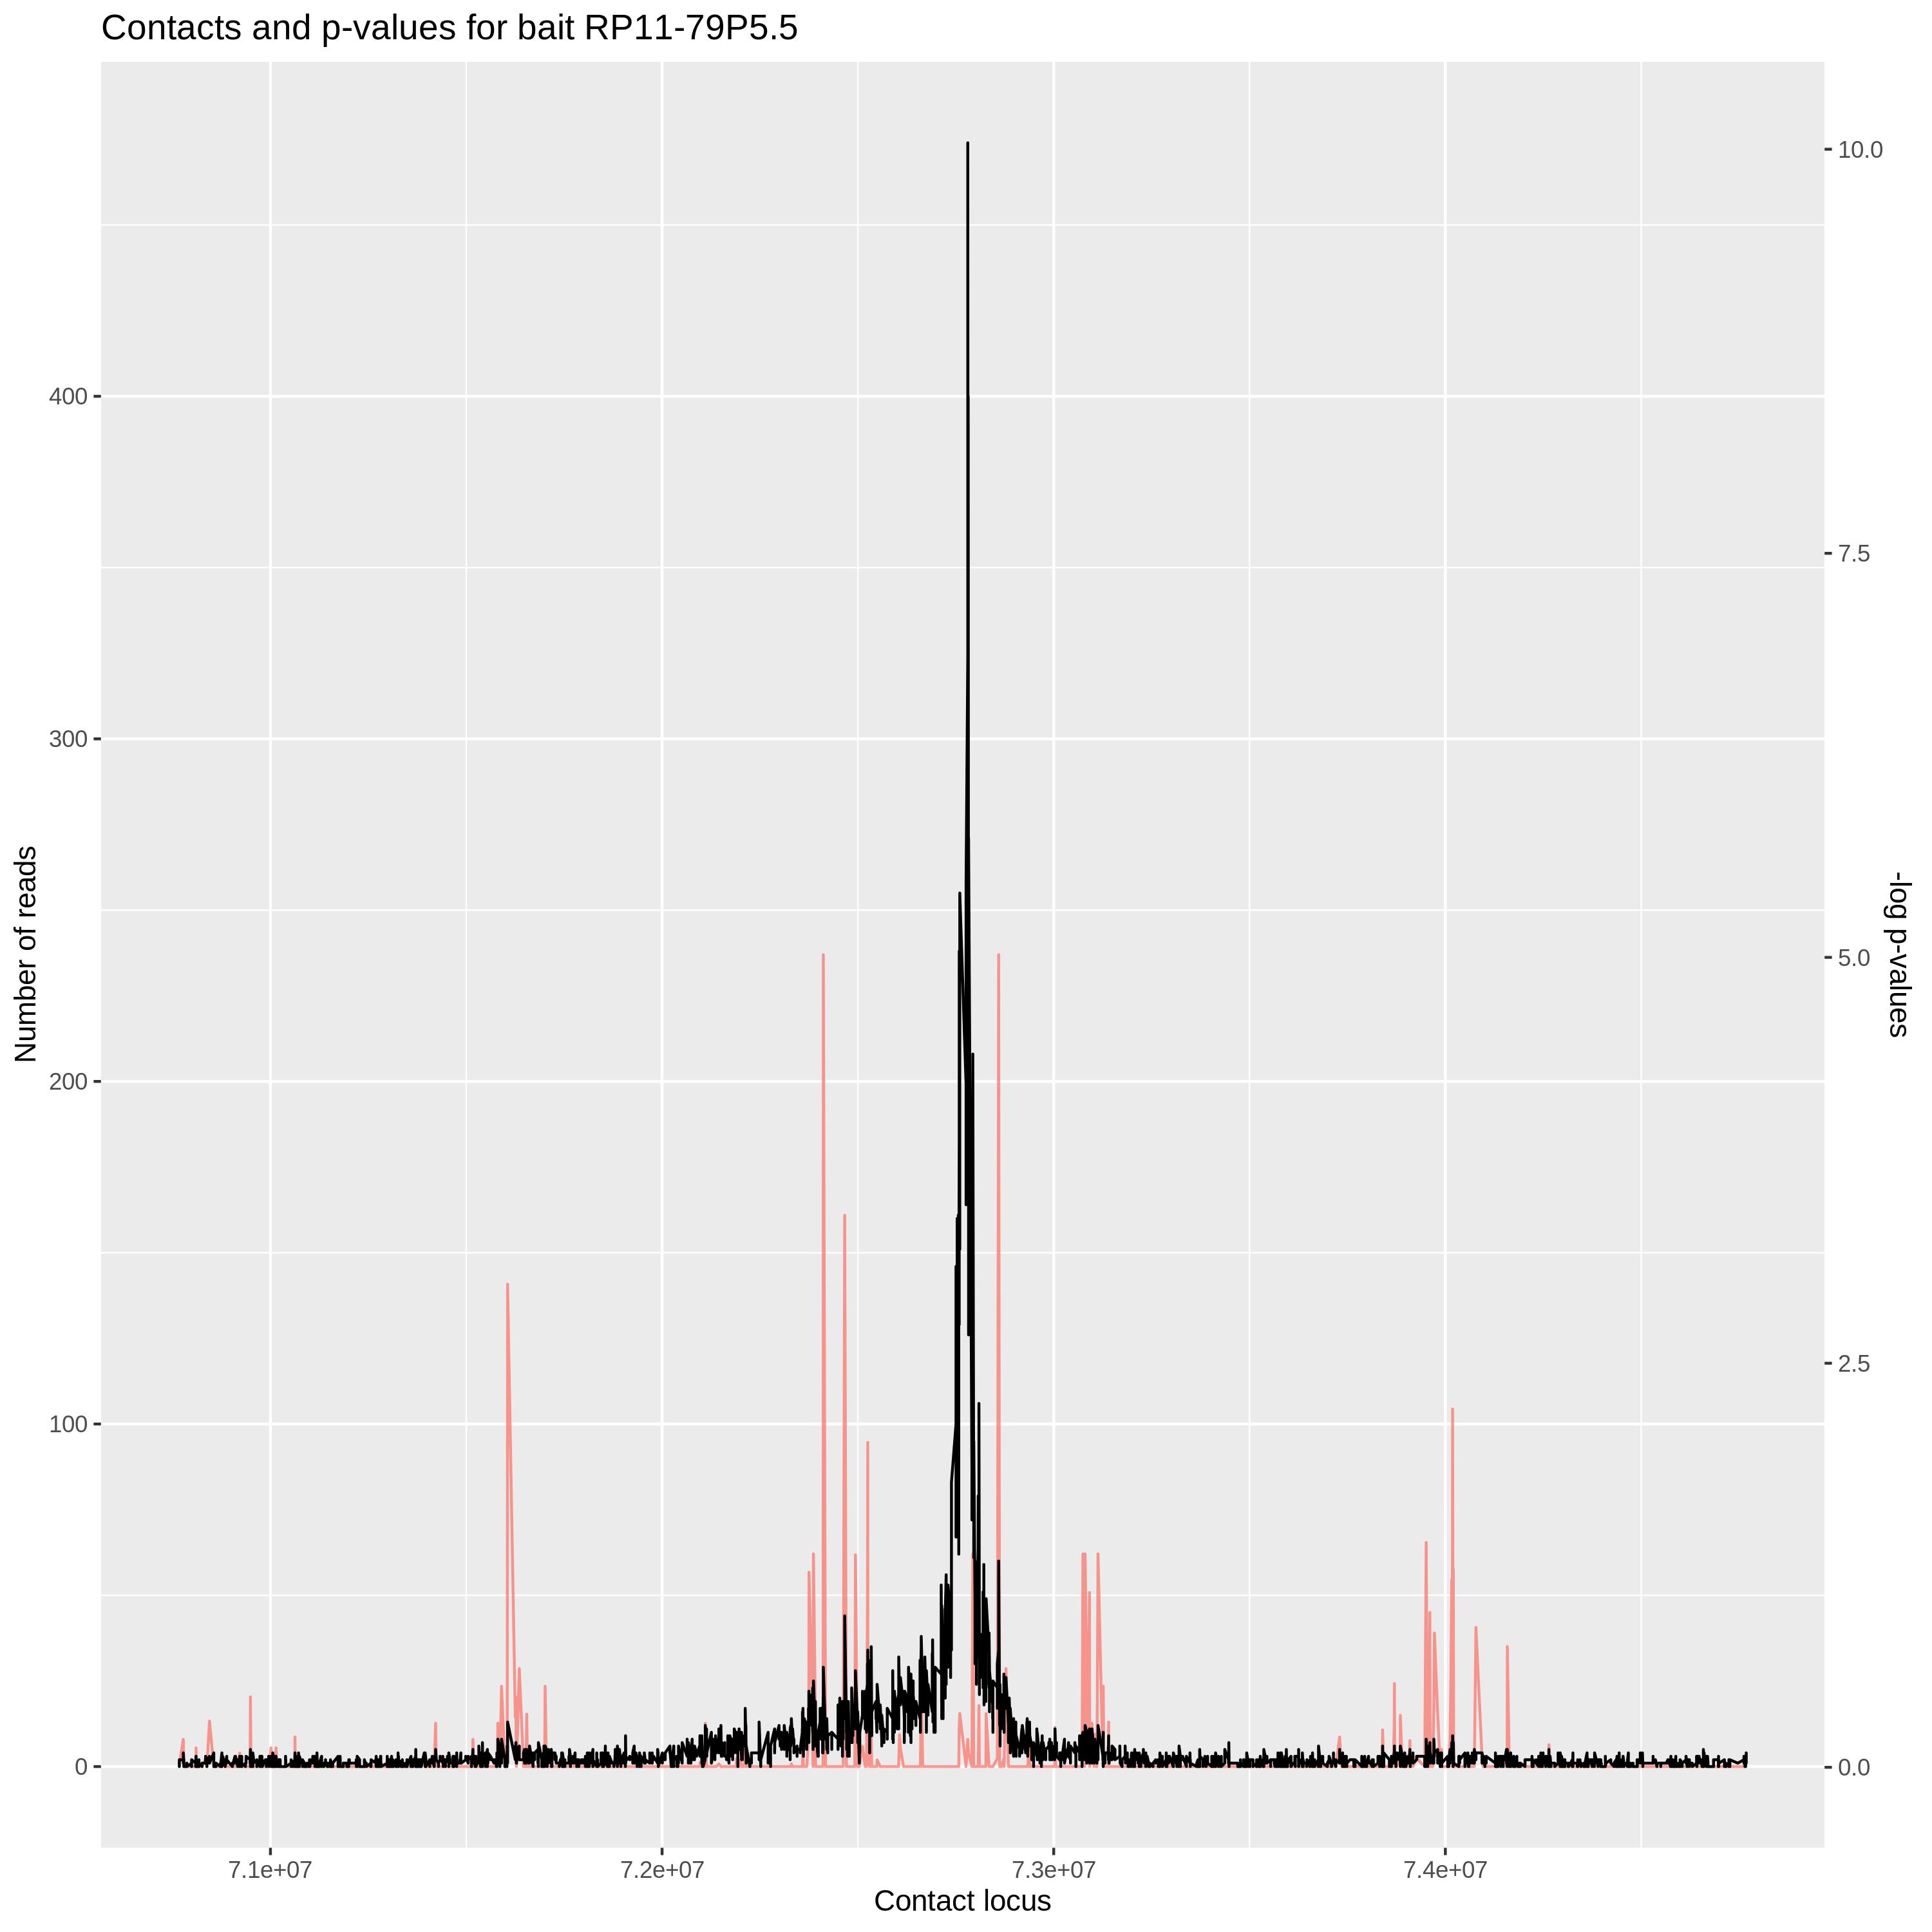 Contacts and p-values for bait RP11-79P5.5
10.0
400
7.5
300
Number of reads
-log p-values
5.0
200
2.5
100
0
0.0
7.1e+07 7.2e+07 7.3e+07 7.4e+07
Contact locus